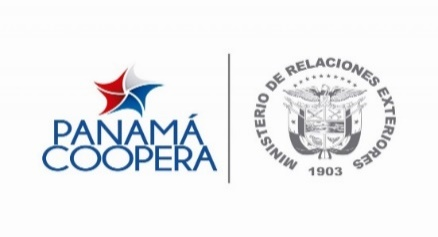 PANAMÁ
COOPERA
MINISTERIO DE RELACIONES EXTERIORES
1903